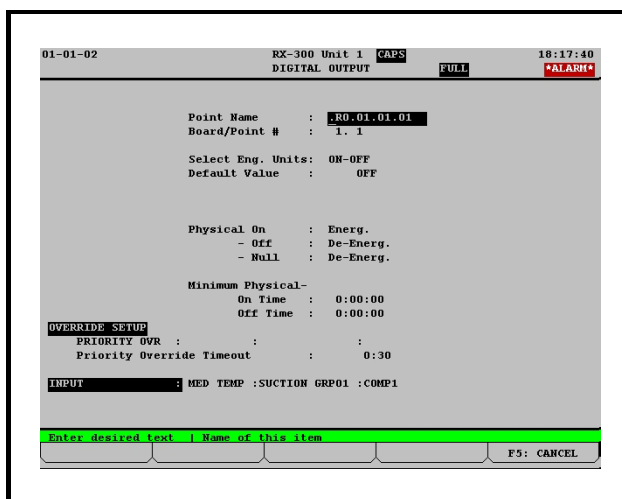 01-01-02 RX-300 Unit 1 CAPS 18:17:40
DIGITAL OUTPUT FULL *ALARM*
Point Name : .RO.01.01.01
Board/Point # : 1. 1
Select Eng. Units: ON-OFF
Default Value : OFF
Physical On : Energ.
- Off : De-Energ.
- Null : De-Energ.
Minimum Physical-
On Time : 0:00:00
Off Time : 0:00:00
OVERRIDE SETUP
PRIORITY OVR : : :
Priority Override Timeout : 0:30
INPUT : MED TEMP :SUCTION GRP01 :COMP1
Enter desired text | Name of this item
F5: CANCEL